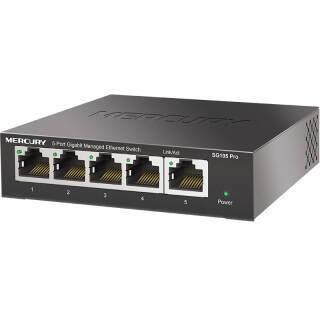 MERCURY
MERCURY
5-Port Gigabit Managed Ethernet Switch
Link/Act
SG105 Pro
1
2
3
4
5
Power